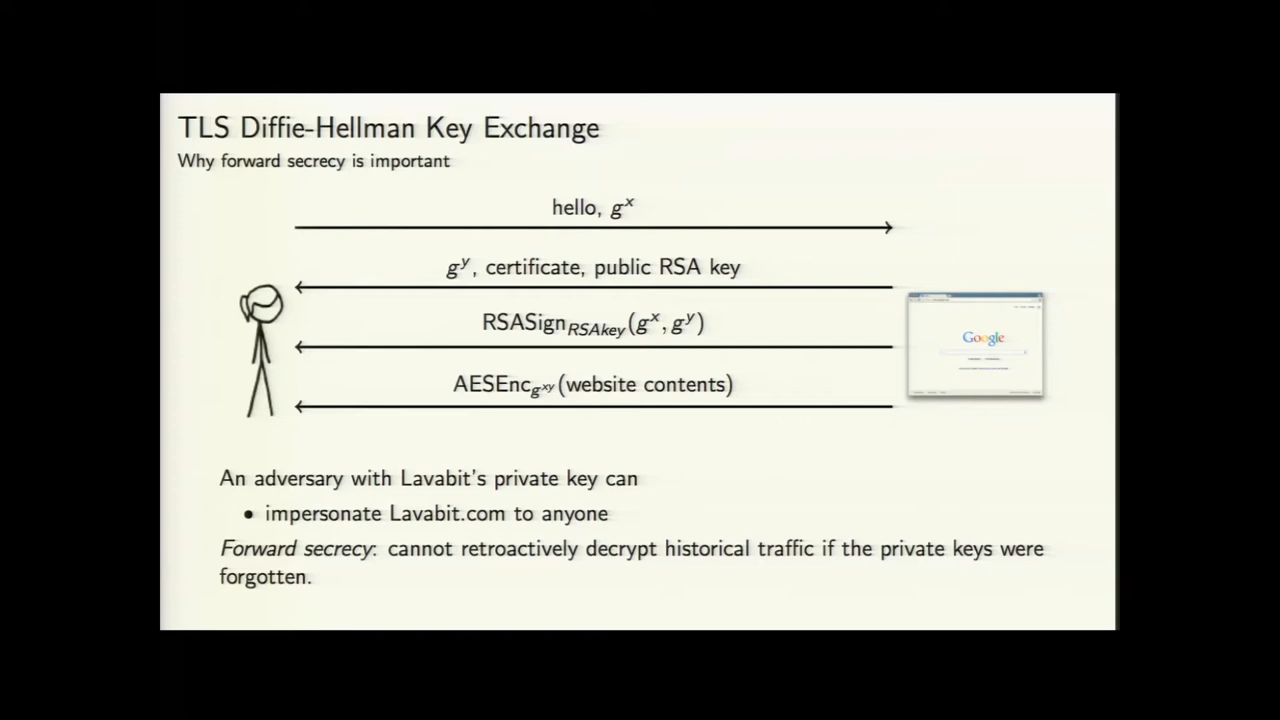 TLS Diffie-Hellman Key Exchange
Why forward secrecy is important
hello, g^x
g^y, certificate, public RSA key
RSASign_RSAkey(g^x, g^y)
Google
AESEnc_g^xy(website contents)
An adversary with Lavabit's private key can
• impersonate Lavabit.com to anyone
Forward secrecy: cannot retroactively decrypt historical traffic if the private keys were
forgotten.